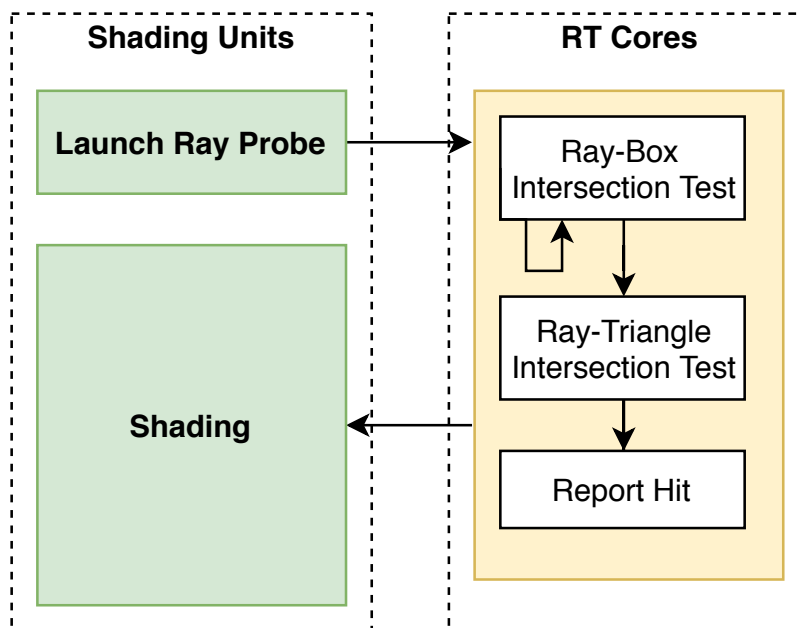 Shading Units
RT Cores
Launch Ray Probe
Ray-Box
Intersection Test
Ray-Triangle
Intersection Test
Shading
Report Hit